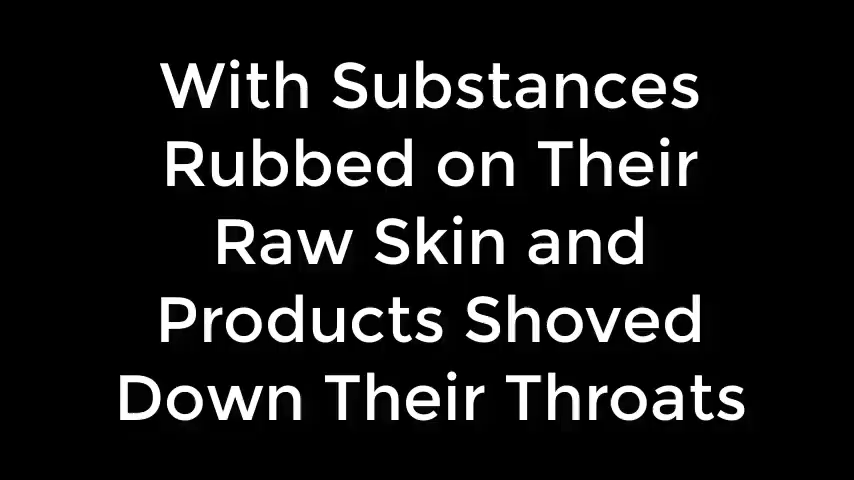 With Substances
Rubbed on Their
Raw Skin and
Products Shoved
Down Their Throats